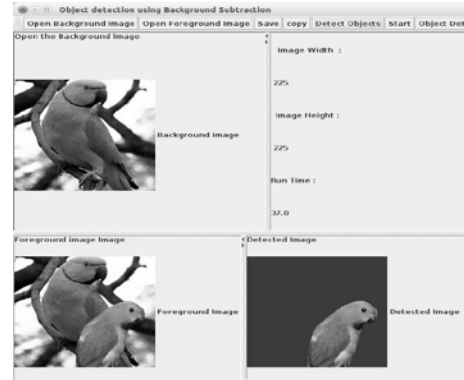 Object detection using Background Subtraction
Open Background Image Open Foreground Image Save copy Detect Objects Start Object Det
Open the Background image
Background image
Image Width :
225
Image Height :
225
Run Time :
37.0
Foreground image Image
Foreground Image
Detected Image
Detected Image